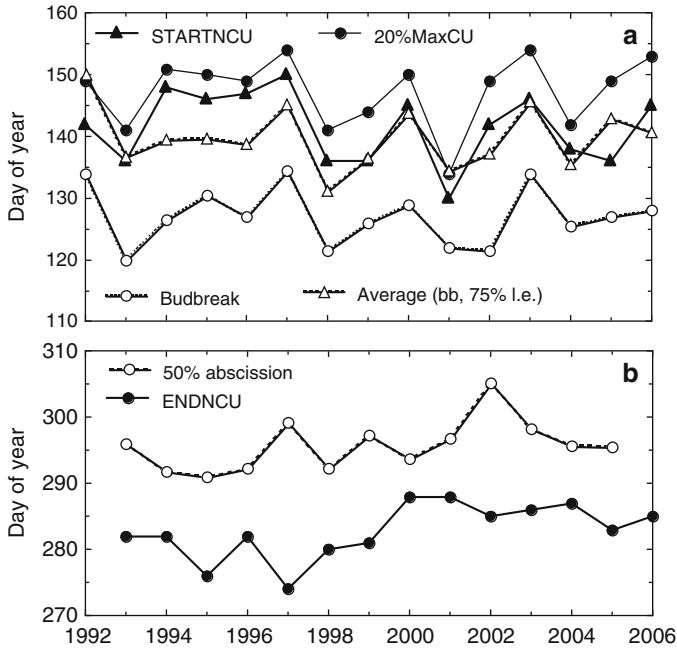 160
150
140
130
120
110
Day of year
STARTNCU
20%MaxCU
a
Budbreak
Average (bb, 75% l.e.)
310
300
290
280
270
Day of year
50% abscission
ENDNCU
b
1992 1994 1996 1998 2000 2002 2004 2006